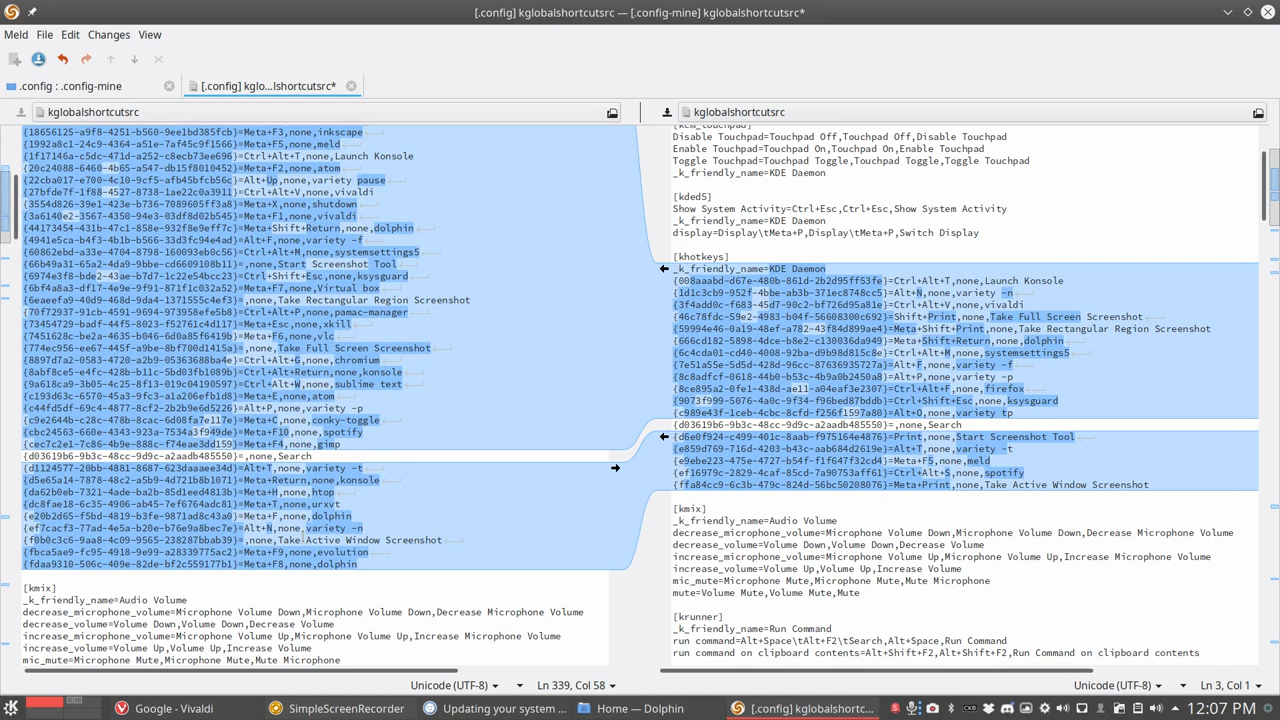 [.config] kglobalshortcutsrc — [.config-mine] kglobalshortcutsrc*
Meld File Edit Changes View
.config : .config-mine
[.config] kglo...lshortcutsrc*
kglobalshortcutsrc
{18656125-a9f8-4251-b560-9ee1bd385fcb}=Meta+F3,none,inkscape
{1992a8c1-24c9-4364-a51e-7af45c9f1566}=Meta+F5,none,meld
{1f17146a-c5dc-471d-a252-c8ecb73ee696}=Ctrl+Alt+T,none,Launch Konsole
{20c24088-6460-4b65-a547-db15f8010452}=Meta+F2,none,atom
{22cba017-e700-4c10-9cf5-afb45bfcb56c}=Alt+Up,none,variety pause
{27bfde7f-1f88-4527-8738-1ae22c0a3911}=Ctrl+Alt+V,none,vivaldi
{3554d826-39e1-423e-b736-7089605ff3a8}=Meta+X,none,shutdown
{3a6140e2-3567-4350-94e3-03df8d02b545}=Meta+F1,none,vivaldi
{44173454-431b-47c1-858e-932f8e9eff7c}=Meta+Shift+Return,none,dolphin
{4941e5ca-b4f3-4b1b-b566-33d3fc94e4ad}=Alt+F,none,variety -f
{60862ebd-a33e-4704-8798-160093eb0c56}=Ctrl+Alt+M,none,systemsettings5
{66b49a31-65a2-4da9-9bbe-cd6609108b11}=,none,Start Screenshot Tool
{6974e3f8-bde2-43ae-bfd7-1c22e54bcc23}=Ctrl+Shift+Esc,none,ksysguard
{6bf4a8a3-df17-4e9e-9f91-871f1c032a52}=Meta+F7,none,Virtual box
{6eaeefa9-40d9-468d-9da4-1371555c4ef3}=,none,Take Rectangular Region Screenshot
{70f72937-91cb-4591-9694-973758efe5f2}=Ctrl+Alt+P,none,pamac-manager
{73454729-badf-44f5-8023-f52761c4d117}=Meta+Esc,none,xkill
{7451628c-be2a-4635-b046-6d0a85f6419b}=Meta+F6,none,vlc
{774ec956-ee67-445f-a9be-8bf700d1415a}=,none,Take Full Screen Screenshot
{8897d7a2-0583-4720-a2b9-05363688ba4e}=Ctrl+Alt+G,none,chromium
{8abf8ce5-e4fc-428b-b11c-5bd03fb1089b}=Ctrl+Alt+Return,none,konsole
{9a618ca9-3b05-4c25-8f13-019c04190597}=Ctrl+Alt+W,none,sublime text
{c193d63c-6570-45a3-9fc3-a1a206efb5d1}=Meta+E,none,atom
{c44fd5df-69c4-4877-8cf2-2b2b9e6d5226}=Alt+P,none,variety -p
{c9e2644b-c28c-4767-8cac-6d08fa7e117e}=Meta+C,none,conky-toggle
{cbc24563-660e-4343-923a-7534a3f949de}=Meta+F10,none,spotify
{cec7c2e1-7c86-4b9e-888c-f74eae3dd159}=Meta+F4,none,gimp
{d03619b6-9b3c-48cc-9d9c-a2aadb485550}=,none,Search
{d1124577-20bb-4881-8687-623daaaee34d}=Alt+T,none,variety -t
{d5e65a14-7878-48c2-a5b9-4d721b8b1071}=Meta+Return,none,konsole
{da62b0eb-7321-4ade-ba2b-85d1eed4813b}=Meta+H,none,htop
{dc8fae18-6c35-4906-ab45-7ef6764adc81}=Meta+T,none,urxvt
{e20b2d65-f5bd-4819-b3fe-9871ad8c43a0}=Meta+F,none,dolphin
{ef7cacf3-77ad-4e5a-b20e-b76e9a8bec7e}=Alt+N,none,variety -n
{f0b0c3c6-9aa8-4c09-9565-238287bbab39}=,none,Take Active Window Screenshot
{fbca5ae9-fc95-4918-9e99-a28339775ac2}=Meta+F9,none,evolution
{fdaa9310-506c-409e-82de-bf2c559177b1}=Meta+F8,none,dolphin
[kmix]
_k_friendly_name=Audio Volume
decrease_microphone_volume=Microphone Volume Down,Microphone Volume Down,Decrease Microphone Volume
decrease_volume=Volume Down,Volume Down,Decrease Volume
increase_microphone_volume=Microphone Volume Up,Microphone Volume Up,Increase Microphone Volume
increase_volume=Volume Up,Volume Up,Increase Volume
mic_mute=Microphone Mute,Microphone Mute,Mute Microphone
Unicode (UTF-8) Ln 339, Col 58
kglobalshortcutsrc
[kcm_touchpad]
Disable Touchpad=Touchpad Off,Touchpad Off,Disable Touchpad
Enable Touchpad=Touchpad On,Touchpad On,Enable Touchpad
Toggle Touchpad=Touchpad Toggle,Touchpad Toggle,Toggle Touchpad
_k_friendly_name=KDE Daemon
[kded5]
Show System Activity=Ctrl+Esc,Ctrl+Esc,Show System Activity
_k_friendly_name=KDE Daemon
display=Display\tMeta+P,Display\tMeta+P,Switch Display
[khotkeys]
_k_friendly_name=KDE Daemon
{008aaabd-d67e-480b-861d-2b2d95ff53fe}=Ctrl+Alt+T,none,Launch Konsole
{1d1c3cb9-952f-4bbe-ab3b-371ec8748cc5}=Alt+N,none,variety -n
{3f4add0c-f683-45d7-90c2-bf726d95a81e}=Ctrl+Alt+V,none,vivaldi
{46c78fdc-59e2-4983-b04f-56608300c692}=Shift+Print,none,Take Full Screen Screenshot
{59994e46-0a19-48ef-a782-43f84d899ae4}=Meta+Shift+Print,none,Take Rectangular Region Screenshot
{666cd182-5898-4dce-b8e2-c130036da949}=Meta+Shift+Return,none,dolphin
{6c4cda01-cd40-4008-92ba-d9b98d815c4e}=Ctrl+Alt+M,none,systemsettings5
{7e51a55e-5d5d-428d-96cc-87636935727a}=Alt+F,none,variety -f
{8c8adfcf-0618-44b0-b53c-4b9a0b2450a8}=Alt+P,none,variety -p
{8ce895a2-0fe1-438d-ae11-a04eaf3e2307}=Ctrl+Alt+F,none,firefox
{9073f999-5076-4a0c-9f34-f96bed87bddb}=Ctrl+Shift+Esc,none,ksysguard
{c989e43f-1ceb-4cbc-8cfd-f256f1597a80}=Alt+O,none,variety tp
{d03619b6-9b3c-48cc-9d9c-a2aadb485550}=,none,Search
{d6e0f924-c499-401c-8aab-f975164e4876}=Print,none,Start Screenshot Tool
{e859d760-41d7-4a4b-bdf1-6792db9be69e}=Alt+T,none,variety -t
{e9ebe223-475e-4727-b54f-f1f647f32cd4}=Meta+F5,none,meld
{ef16979c-2829-4caf-85cd-7a90753aff61}=Ctrl+Alt+S,none,spotify
{ffa84cc9-6c3b-479c-824d-56bc50208076}=Meta+Print,none,Take Active Window Screenshot
[kmix]
_k_friendly_name=Audio Volume
decrease_microphone_volume=Microphone Volume Down,Microphone Volume Down,Decrease Microphone Volume
decrease_volume=Volume Down,Volume Down,Decrease Volume
increase_microphone_volume=Microphone Volume Up,Microphone Volume Up,Increase Microphone Volume
increase_volume=Volume Up,Volume Up,Increase Volume
mic_mute=Microphone Mute,Microphone Mute,Mute Microphone
mute=Volume Mute,Volume Mute,Mute
[krunner]
_k_friendly_name=Run Command
run command=Alt+Space\tAlt+F2\tSearch,Alt+Space,Run Command
run command on clipboard contents=Alt+Shift+F2,Alt+Shift+F2,Run Command on clipboard contents
Unicode (UTF-8) Ln 3, Col 1
Google - Vivaldi
SimpleScreenRecorder
Updating your system ...
Home — Dolphin
[.config] kglobalshortc...
12:07 PM